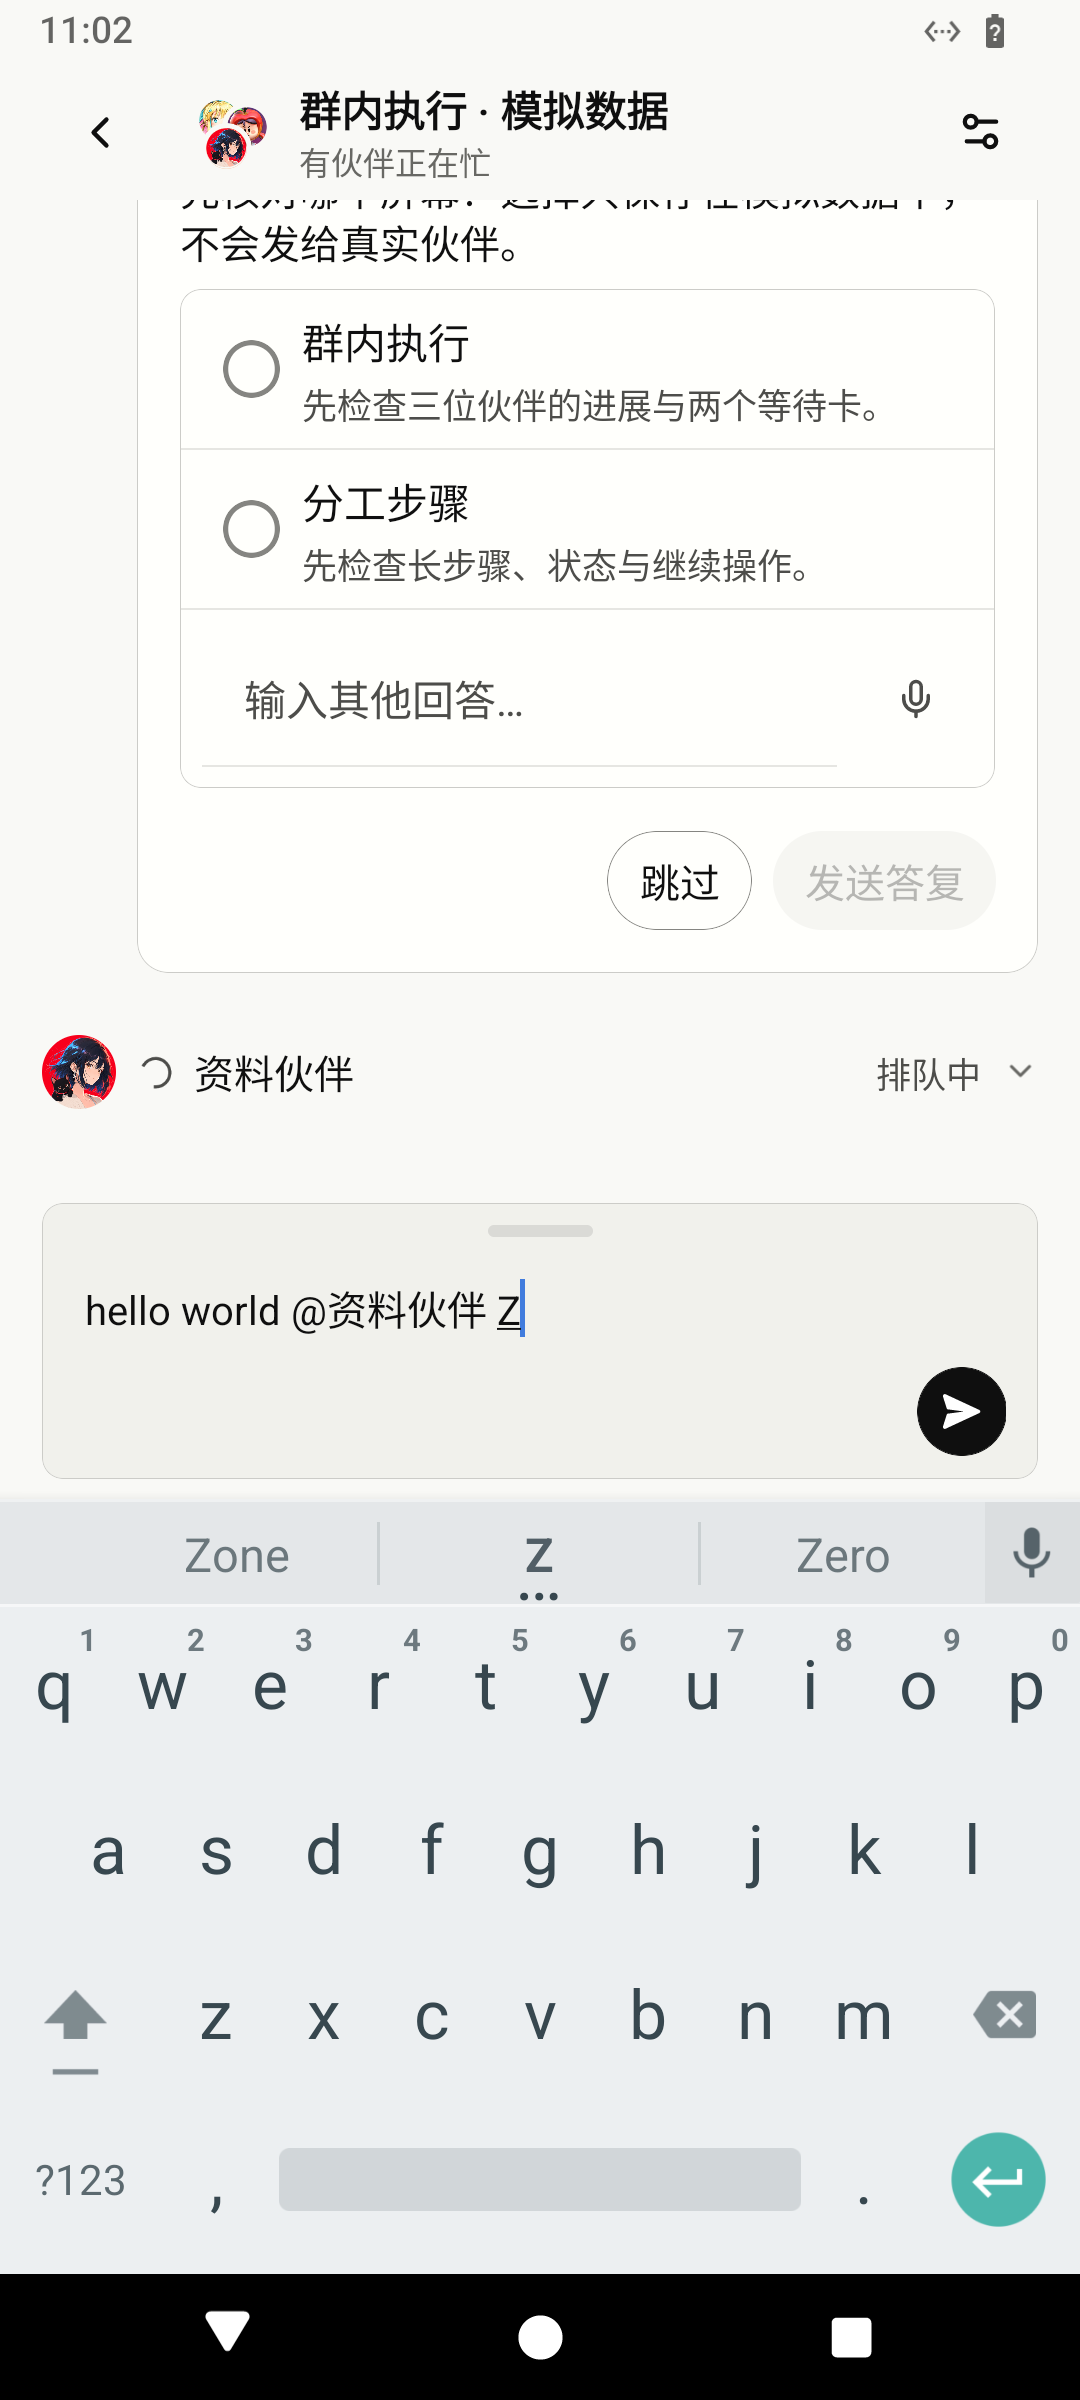 11:02
群内执行 · 模拟数据
有伙伴正在忙
不会发给真实伙伴。
群内执行
先检查三位伙伴的进展与两个等待卡。
分工步骤
先检查长步骤、状态与继续操作。
输入其他回答...
跳过 发送答复
资料伙伴 排队中
hello world @资料伙伴 Z
Zone Z Zero
1 2 3 4 5 6 7 8 9 0
q w e r t y u i o p
a s d f g h j k l
z x c v b n m
?123 , .